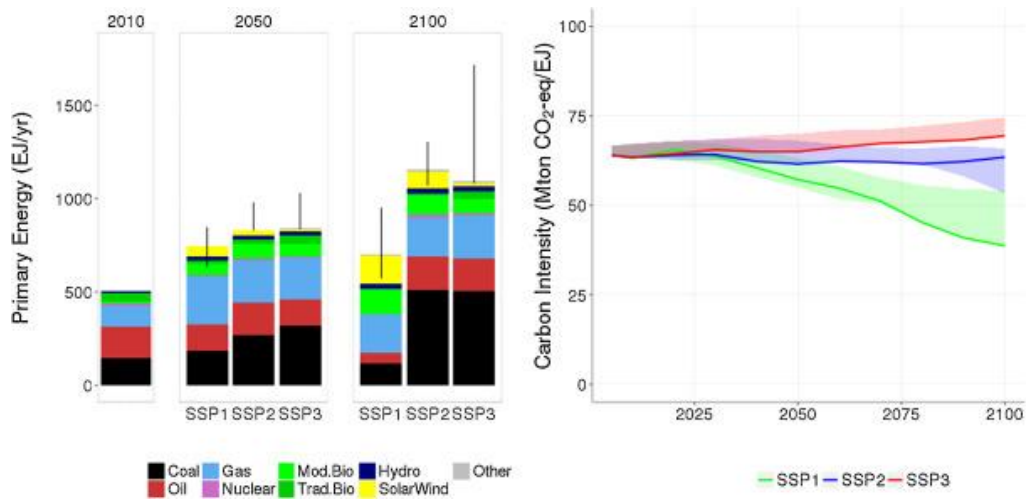 2010 2050 2100
Primary Energy (EJ/yr)
1500
1000
500
0
SSP1 SSP2 SSP3 SSP1 SSP2 SSP3
Coal Gas Mod.Bio Hydro Other
Oil Nuclear Trad.Bio SolarWind
Carbon Intensity (Mton CO₂-eq/EJ)
100
75
50
25
0
2025 2050 2075 2100
SSP1 SSP2 SSP3